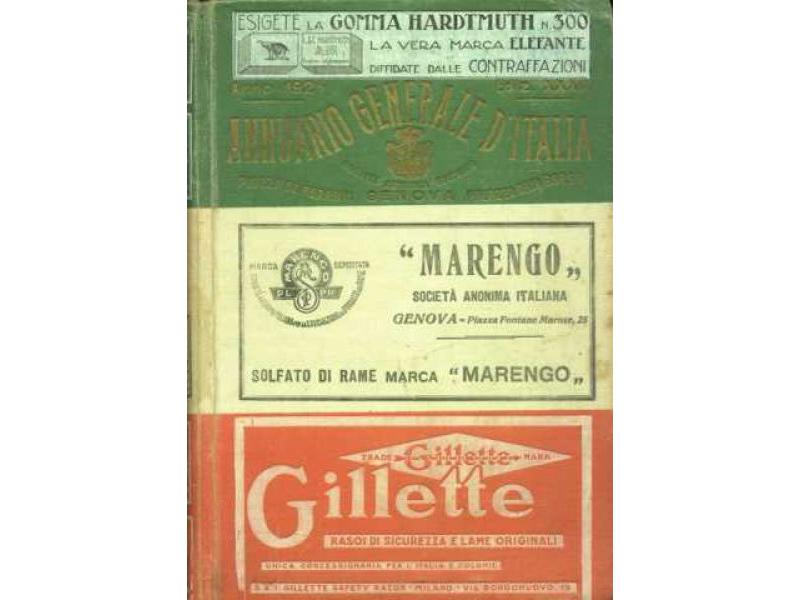 ESIGETE LA GOMMA HARDTMUTH N. 300
LA VERA MARCA ELEFANTE
DIFFIDATE DALLE CONTRAFFAZIONI
Anno 192
ANNUARIO GENERALE D'ITALIA
GENOVA
MARCA DEPOSITATA
MARENGO
"MARENGO„
SOCIETÀ ANONIMA ITALIANA
GENOVA - Piazza Fontane Marose, 25
SOLFATO DI RAME MARCA "MARENGO„
TRADE Gillette MARK
Gillette
RASOI DI SICUREZZA E LAME ORIGINALI
UNICA CONCESSIONARIA PER L'ITALIA E COLONIE
S.A.I. GILLETTE SAFETY RAZOR - MILANO - VIA BORGONUOVO, 19